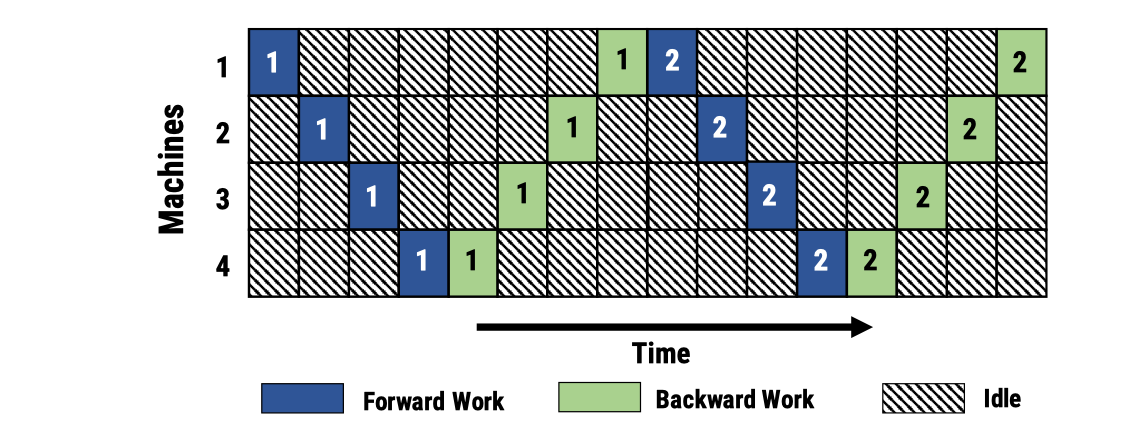 1 1 1 2 2
2 1 1 2 2
3 1 1 2 2
4 1 1 2 2
Machines
Time
Forward Work
Backward Work
Idle